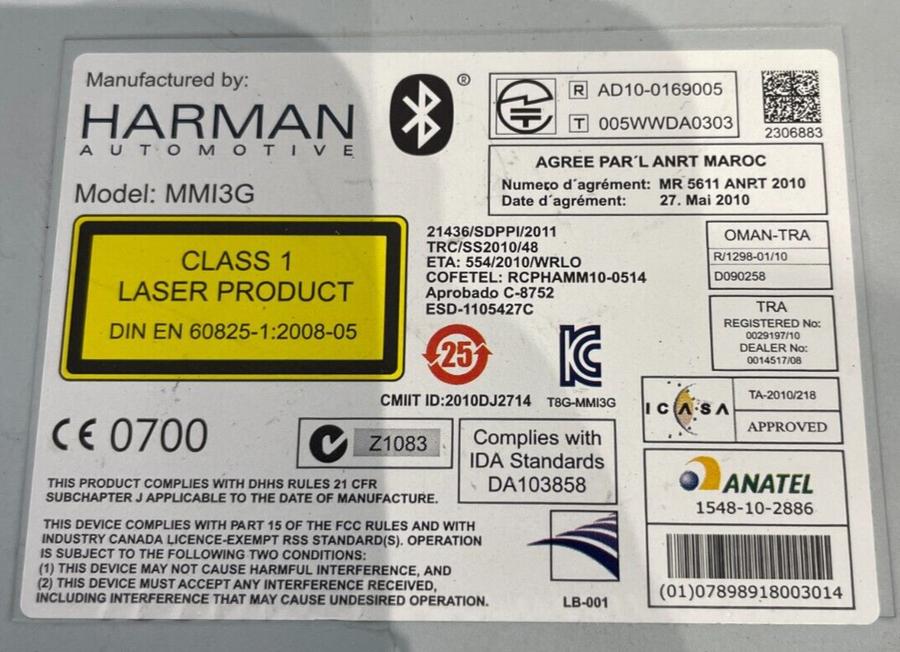 Manufactured by:
HARMAN
AUTOMOTIVE
Model: MMI3G
®
R AD10-0169005
T 005WWDA0303
2306883
AGREE PAR´L ANRT MAROC
Numero d´agrément: MR 5611 ANRT 2010
Date d´agrément: 27. Mai 2010
CLASS 1
LASER PRODUCT
DIN EN 60825-1:2008-05
21436/SDPPI/2011
TRC/SS2010/48
ETA: 554/2010/WRLO
COFETEL: RCPHAMM10-0514
Aprobado C-8752
ESD-1105427C
OMAN-TRA
R/1298-01/10
D090258
TRA
REGISTERED No:
0029197/10
DEALER No:
0014517/08
25
CMIIT ID:2010DJ2714
KC
T8G-MMI3G
ICASA
TA-2010/218
APPROVED
CE 0700
Z1083
Complies with
IDA Standards
DA103858
ANATEL
1548-10-2886
(01)07898918003014
THIS PRODUCT COMPLIES WITH DHHS RULES 21 CFR
SUBCHAPTER J APPLICABLE TO THE DATE OF MANUFACTURE.
THIS DEVICE COMPLIES WITH PART 15 OF THE FCC RULES AND WITH
INDUSTRY CANADA LICENCE-EXEMPT RSS STANDARD(S). OPERATION
IS SUBJECT TO THE FOLLOWING TWO CONDITIONS:
(1) THIS DEVICE MAY NOT CAUSE HARMFUL INTERFERENCE, AND
(2) THIS DEVICE MUST ACCEPT ANY INTERFERENCE RECEIVED,
INCLUDING INTERFERENCE THAT MAY CAUSE UNDESIRED OPERATION.
LB-001